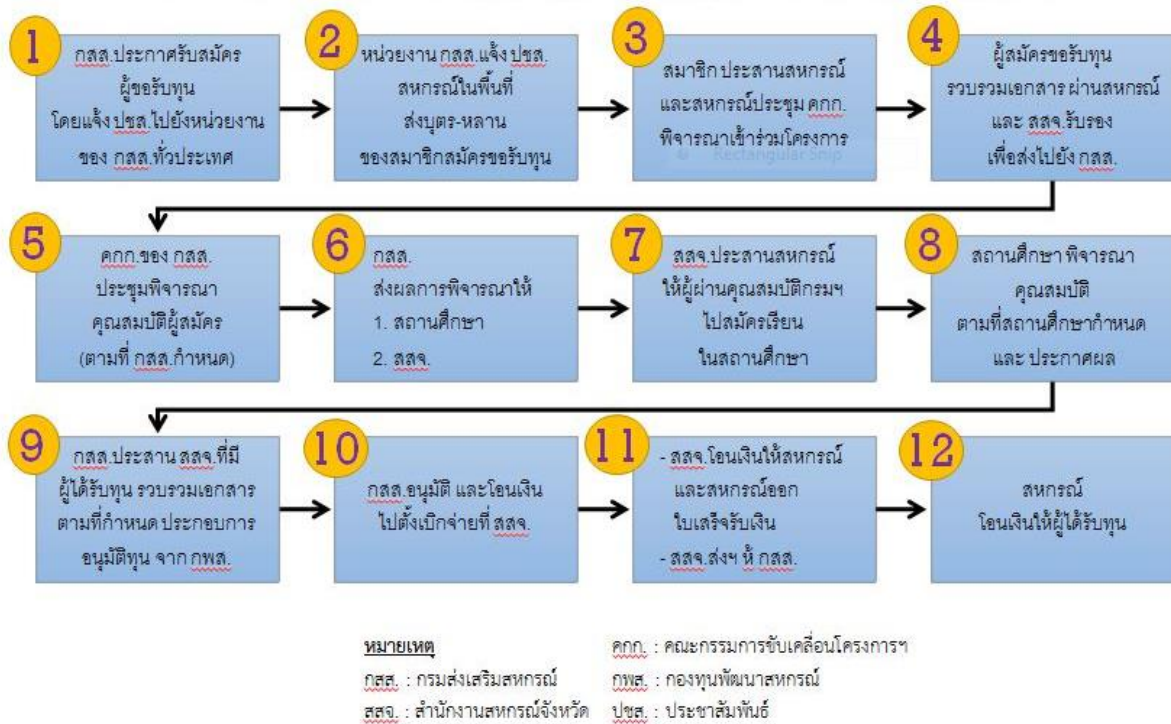 1
กสส.ประกาศรับสมัคร
ผู้ขอรับทุน
โดยแจ้ง ปชส.ไปยังหน่วยงาน
ของ กสส.ทั่วประเทศ
2
หน่วยงาน กสส.แจ้ง ปชส.
สหกรณ์ในพื้นที่
ส่งบุตร-หลาน
ของสมาชิกสมัครขอรับทุน
3
สมาชิก ประสานสหกรณ์
และสหกรณ์ประชุม คกก.
พิจารณาเข้าร่วมโครงการ
Rectangular Snip
4
ผู้สมัครขอรับทุน
รวบรวมเอกสาร ผ่านสหกรณ์
และ สสจ.รับรอง
เพื่อส่งไปยัง กสส.
5
คกก.ของ กสส.
ประชุมพิจารณา
คุณสมบัติผู้สมัคร
(ตามที่ กสส.กำหนด)
6
กสส.
ส่งผลการพิจารณาให้
1. สถานศึกษา
2. สสจ.
7
สสจ.ประสานสหกรณ์
ให้ผู้ผ่านคุณสมบัติกรมฯ
ไปสมัครเรียน
ในสถานศึกษา
8
สถานศึกษา พิจารณา
คุณสมบัติ
ตามที่สถานศึกษากำหนด
และ ประกาศผล
9
กสส.ประสาน สสจ.ที่มี
ผู้ได้รับทุน รวบรวมเอกสาร
ตามที่กำหนด ประกอบการ
อนุมัติทุน จาก กพส.
10
กสส.อนุมัติ และโอนเงิน
ไปตั้งเบิกจ่ายที่ สสจ.
11
- สสจ.โอนเงินให้สหกรณ์
และสหกรณ์ออก
ใบเสร็จรับเงิน
- สสจ.ส่งฯ ห้ กสส.
12
สหกรณ์
โอนเงินให้ผู้ได้รับทุน
หมายเหตุ
คกก. : คณะกรรมการขับเคลื่อนโครงการฯ
กสส. : กรมส่งเสริมสหกรณ์
กพส. : กองทุนพัฒนาสหกรณ์
สสจ. : สำนักงานสหกรณ์จังหวัด
ปชส. : ประชาสัมพันธ์